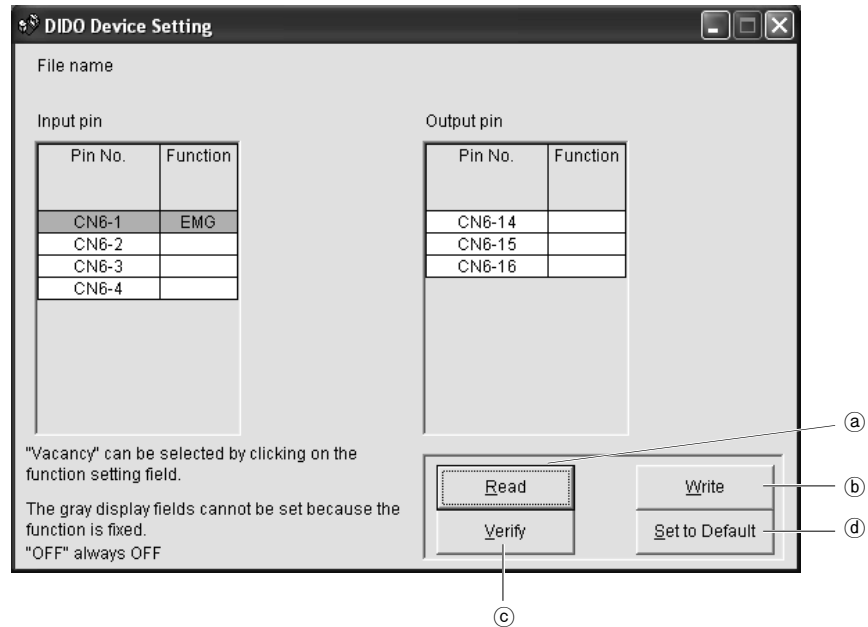 DIDO Device Setting
File name
Input pin
Output pin
Pin No. Function
CN6-1 EMG
CN6-2
CN6-3
CN6-4
Pin No. Function
CN6-14
CN6-15
CN6-16
"Vacancy" can be selected by clicking on the
function setting field.
The gray display fields cannot be set because the
function is fixed.
"OFF" always OFF
Read
Write
Verify
Set to Default
ⓐ
ⓑ
ⓓ
ⓒ